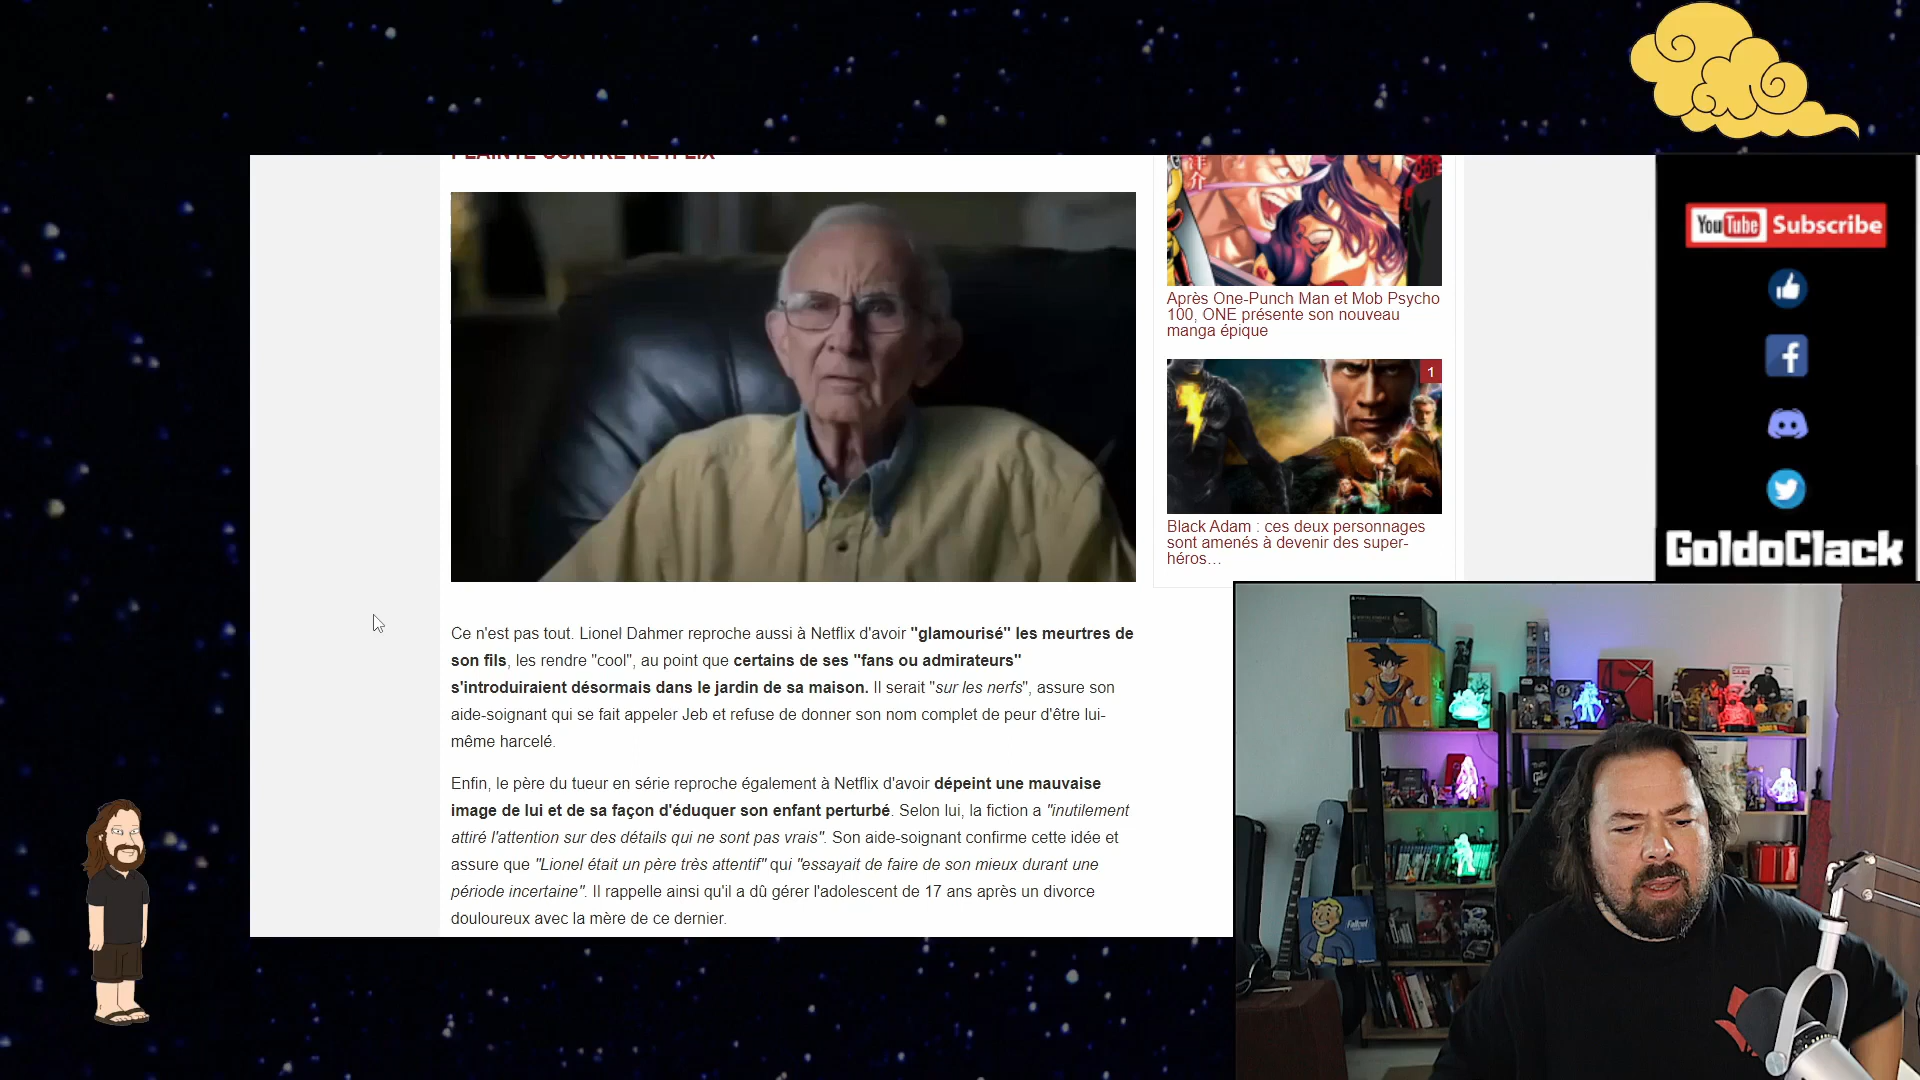 PLAINTE CONTRE NETFLIX
Ce n'est pas tout. Lionel Dahmer reproche aussi à Netflix d'avoir "glamourisé" les meurtres de
son fils, les rendre "cool", au point que certains de ses "fans ou admirateurs"
s'introduiraient désormais dans le jardin de sa maison. Il serait "sur les nerfs", assure son
aide-soignant qui se fait appeler Jeb et refuse de donner son nom complet de peur d'être lui-
même harcelé.
Enfin, le père du tueur en série reproche également à Netflix d'avoir dépeint une mauvaise
image de lui et de sa façon d'éduquer son enfant perturbé. Selon lui, la fiction a "inutilement
attiré l'attention sur des détails qui ne sont pas vrais". Son aide-soignant confirme cette idée et
assure que "Lionel était un père très attentif" qui "essayait de faire de son mieux durant une
période incertaine". Il rappelle ainsi qu'il a dû gérer l'adolescent de 17 ans après un divorce
douloureux avec la mère de ce dernier.
洋介
Après One-Punch Man et Mob Psycho
100, ONE présente son nouveau
manga épique
1
Black Adam : ces deux personnages
sont amenés à devenir des super-
héros…
YouTube Subscribe
GoldoClack
Fallout